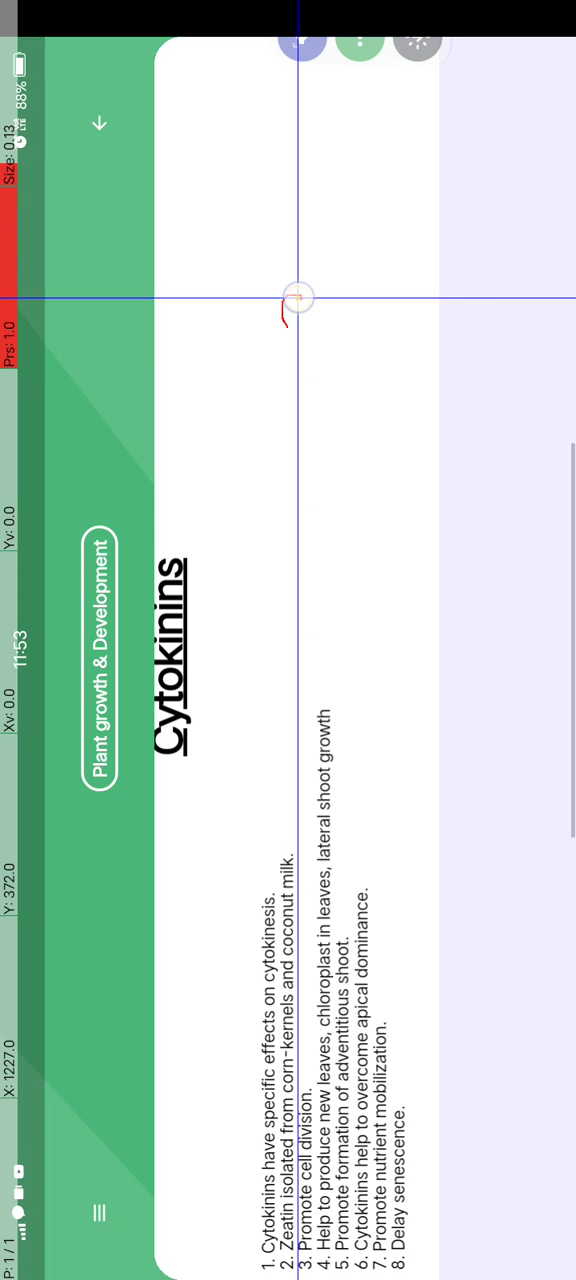 P: 1 / 1 X: 1227.0 Y: 372.0 Xv: 0.0 Yv: 0.0 Prs: 1.0 Size: 0.13
11:53 88%
Plant growth & Development
Cytokinins
1. Cytokinins have specific effects on cytokinesis.
2. Zeatin isolated from corn-kernels and coconut milk.
3. Promote cell division.
4. Help to produce new leaves, chloroplast in leaves, lateral shoot growth
5. Promote formation of adventitious shoot.
6. Cytokinins help to overcome apical dominance.
7. Promote nutrient mobilization.
8. Delay senescence.